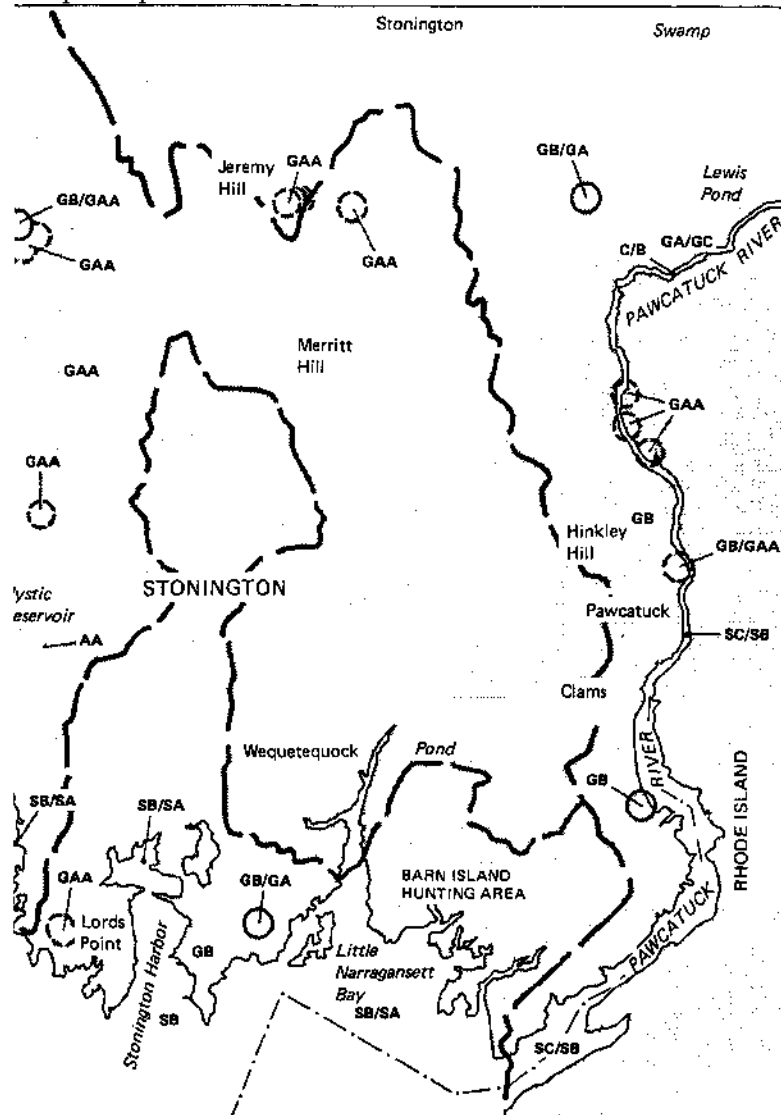 Stonington
Swamp
GB/GA
Jeremy
Hill
GAA
Lewis
Pond
GB/GAA
GAA
GAA
C/B
GA/GC
PAWCATUCK RIVER
Merritt
Hill
GAA
GAA
GAA
GB
Hinkley
Hill
GB/GAA
STONINGTON
ystic
eservoir
Pawcatuck
AA
SC/SB
Clams
Wequetequock
Pond
RIVER
SB/SA
SB/SA
GB
RHODE ISLAND
GAA
GB/GA
BARN ISLAND
HUNTING AREA
Lords
Point
Stonington Harbor
GB
Little
Narragansett
Bay
PAWCATUCK
SB
SB/SA
SC/SB